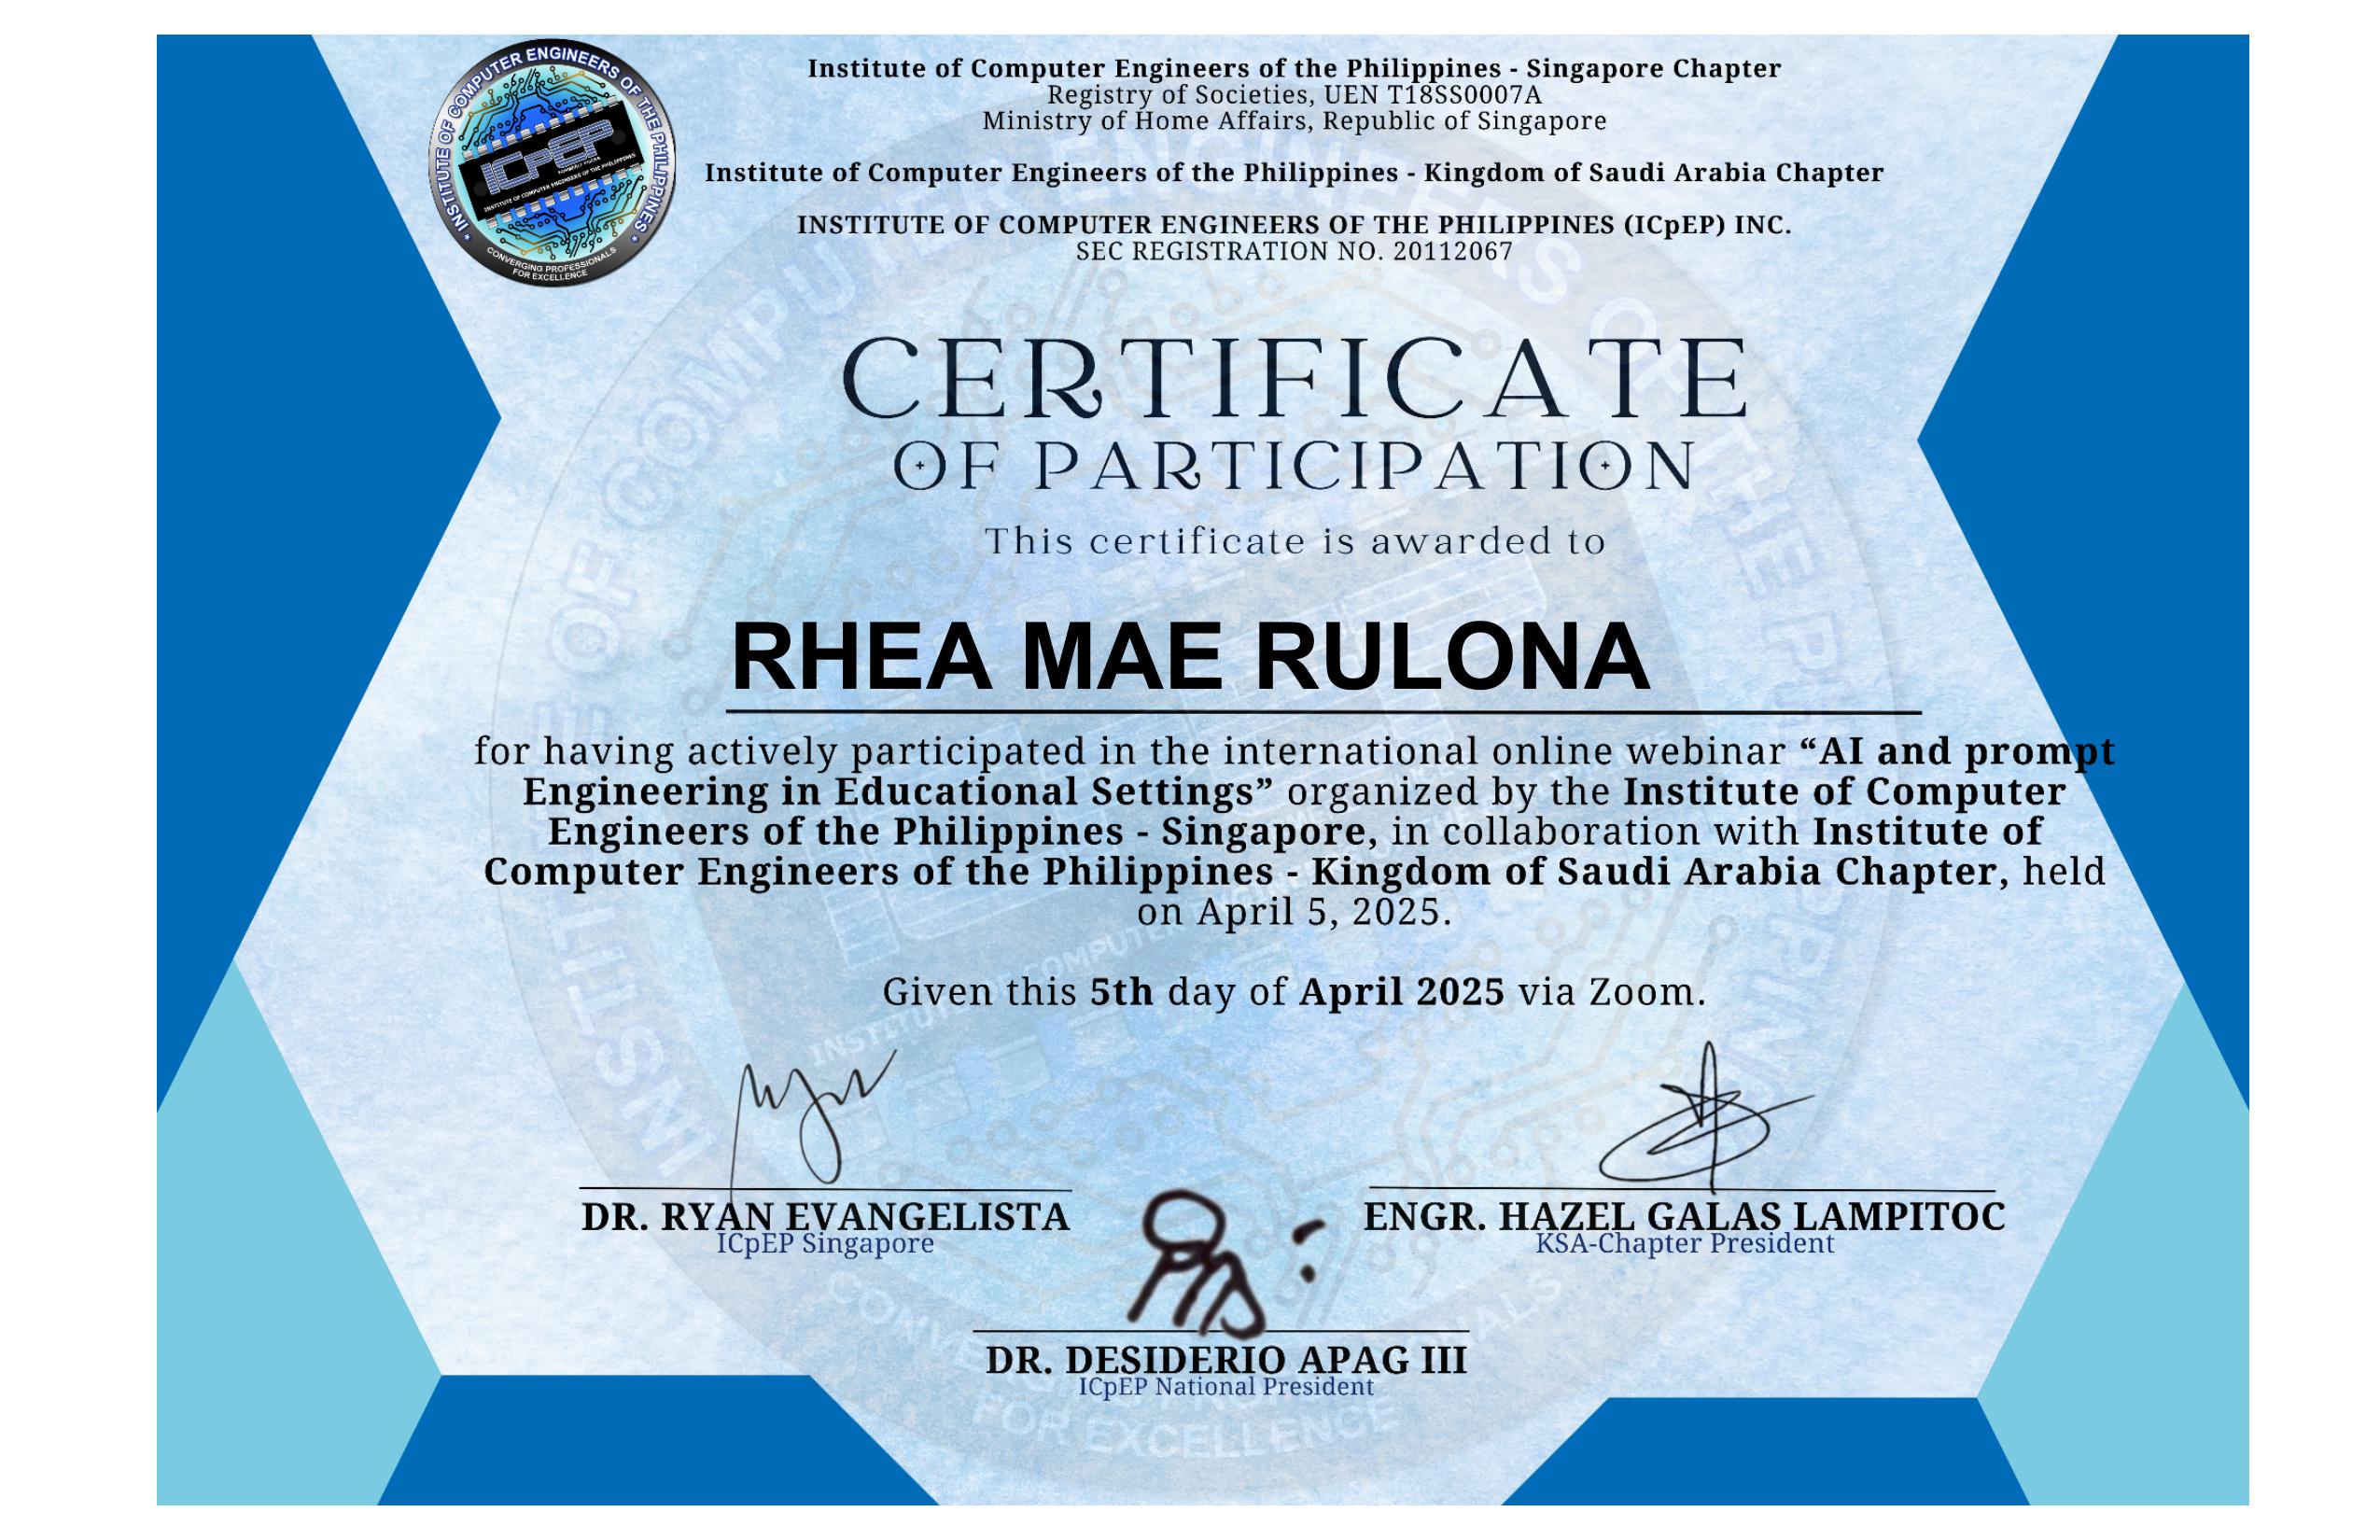 INSTITUTE OF COMPUTER ENGINEERS OF THE PHILIPPINES
ICpEP
INSTITUTE OF COMPUTER ENGINEERS OF THE PHILIPPINES
CONVERGING PROFESSIONALS
FOR EXCELLENCE
Institute of Computer Engineers of the Philippines - Singapore Chapter
Registry of Societies, UEN T18SS0007A
Ministry of Home Affairs, Republic of Singapore
Institute of Computer Engineers of the Philippines - Kingdom of Saudi Arabia Chapter
INSTITUTE OF COMPUTER ENGINEERS OF THE PHILIPPINES (ICpEP) INC.
SEC REGISTRATION NO. 20112067
CERTIFICATE
OF PARTICIPATION
This certificate is awarded to
RHEA MAE RULONA
for having actively participated in the international online webinar “AI and prompt
Engineering in Educational Settings” organized by the Institute of Computer
Engineers of the Philippines - Singapore, in collaboration with Institute of
Computer Engineers of the Philippines - Kingdom of Saudi Arabia Chapter, held
on April 5, 2025.
Given this 5th day of April 2025 via Zoom.
DR. RYAN EVANGELISTA
ICpEP Singapore
ENGR. HAZEL GALAS LAMPITOC
KSA-Chapter President
DR. DESIDERIO APAG III
ICpEP National President